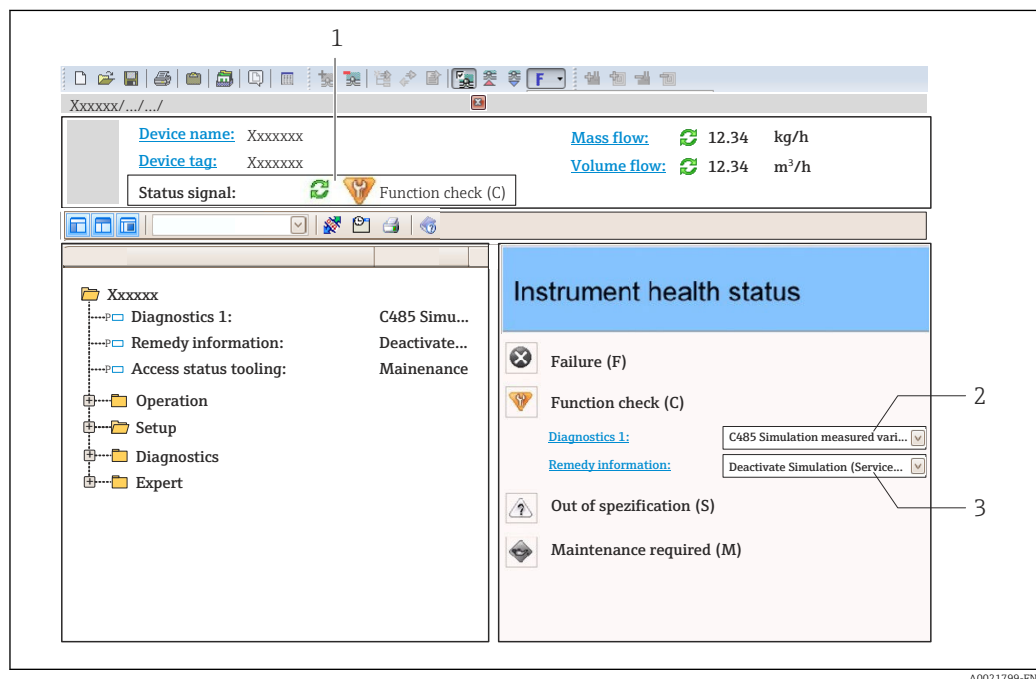 1
F
Xxxxxx/.../.../
Device name: Xxxxxxx
Mass flow: 12.34 kg/h
Device tag: Xxxxxxx
Volume flow: 12.34 m³/h
Status signal: Function check (C)
Xxxxxx
Diagnostics 1: C485 Simu...
Remedy information: Deactivate...
Access status tooling: Mainenance
Operation
Setup
Diagnostics
Expert
Instrument health status
Failure (F)
Function check (C)
2
Diagnostics 1: C485 Simulation measured vari...
Remedy information: Deactivate Simulation (Service...
Out of spezification (S)
3
Maintenance required (M)
A0021799-EN